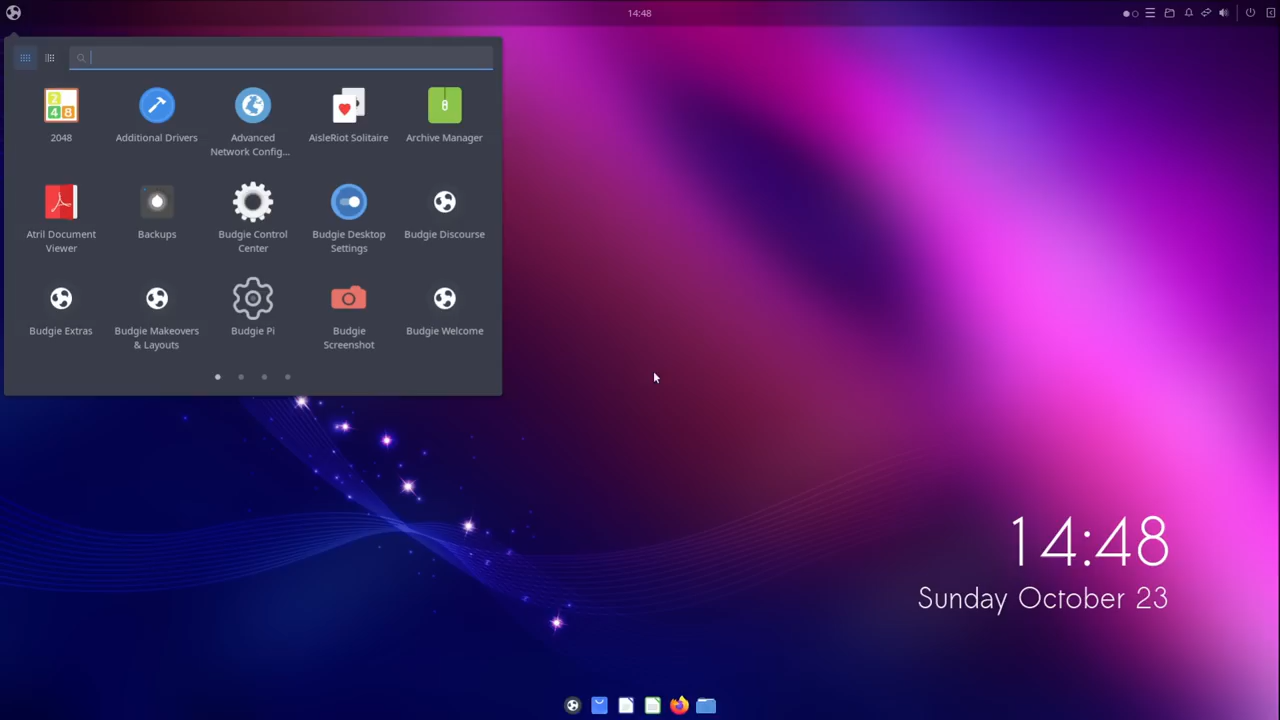 14:48
2048
Additional Drivers
Advanced
Network Config...
AisleRiot Solitaire
Archive Manager
Atril Document
Viewer
Backups
Budgie Control
Center
Budgie Desktop
Settings
Budgie Discourse
Budgie Extras
Budgie Makeovers
& Layouts
Budgie Pi
Budgie
Screenshot
Budgie Welcome
14:48
Sunday October 23